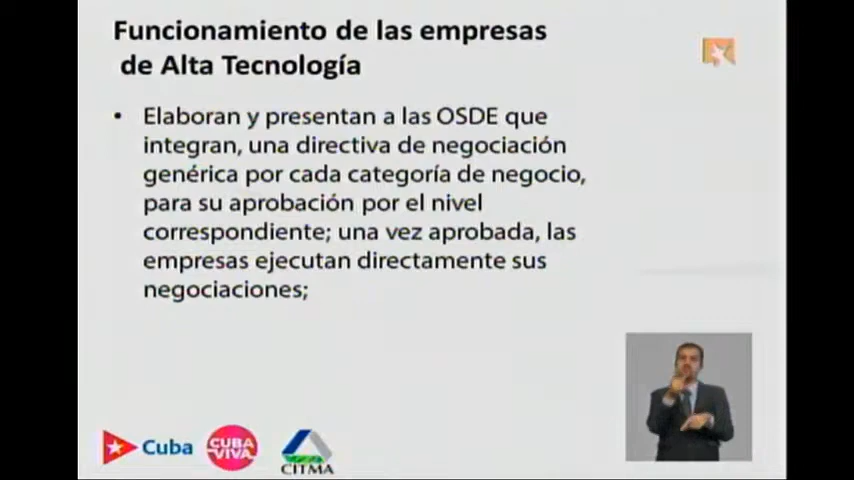 Funcionamiento de las empresas
de Alta Tecnología
• Elaboran y presentan a las OSDE que
integran, una directiva de negociación
genérica por cada categoría de negocio,
para su aprobación por el nivel
correspondiente; una vez aprobada, las
empresas ejecutan directamente sus
negociaciones;
Cuba
CUBA
VIVA
CITMA